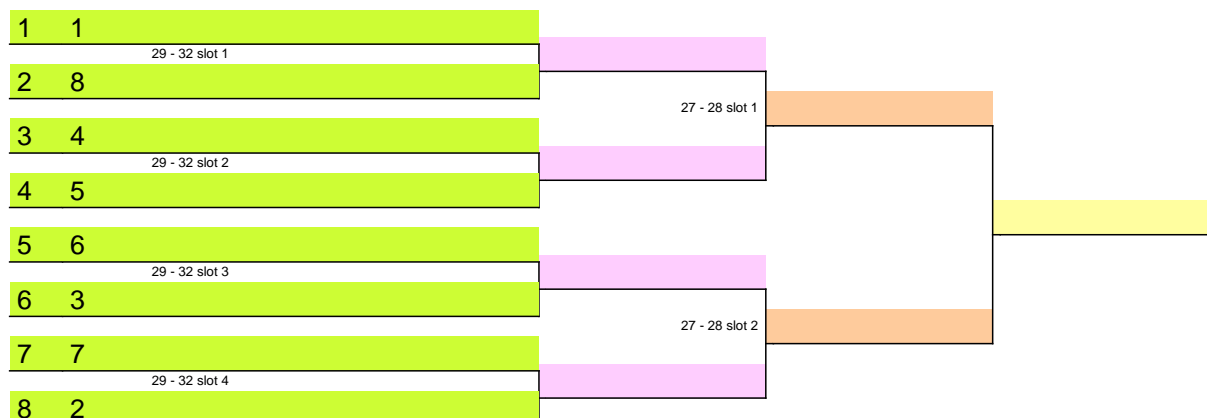 1 1
29 - 32 slot 1
2 8
27 - 28 slot 1
3 4
29 - 32 slot 2
4 5
5 6
29 - 32 slot 3
6 3
27 - 28 slot 2
7 7
29 - 32 slot 4
8 2